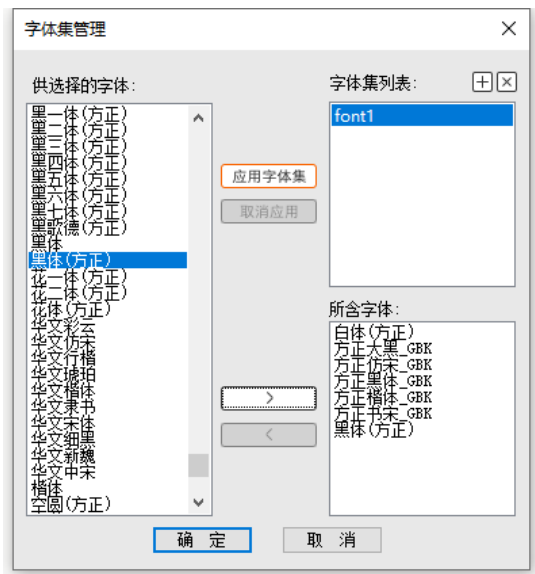 字体集管理
供选择的字体:
黑一体(方正)
黑二体(方正)
黑三体(方正)
黑四体(方正)
黑五体(方正)
黑六体(方正)
黑七体(方正)
黑歌德(方正)
黑体
黑体(方正)
花一体(方正)
花二体(方正)
花体(方正)
华文彩云
华文仿宋
华文行楷
华文琥珀
华文楷体
华文隶书
华文宋体
华文细黑
华文新魏
华文中宋
楷体
空圆(方正)
应用字体集
取消应用
>
<
字体集列表:
font1
所含字体:
白体(方正)
方正大黑_GBK
方正仿宋_GBK
方正黑体_GBK
方正楷体_GBK
方正书宋_GBK
黑体(方正)
确 定
取 消